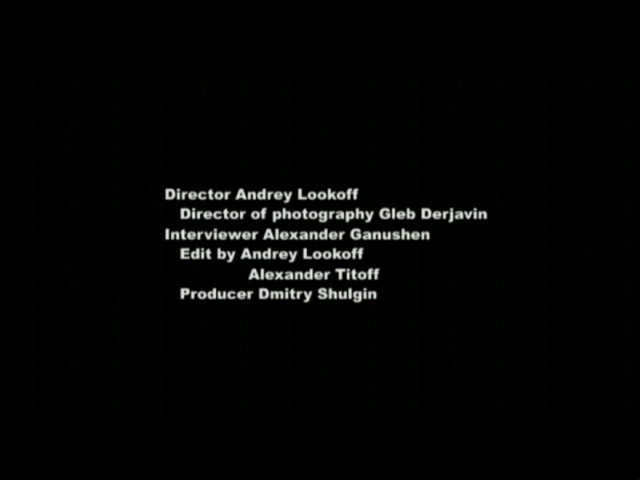 Director Andrey Lookoff
Director of photography Gleb Derjavin
Interviewer Alexander Ganushen
Edit by Andrey Lookoff
Alexander Titoff
Producer Dmitry Shulgin